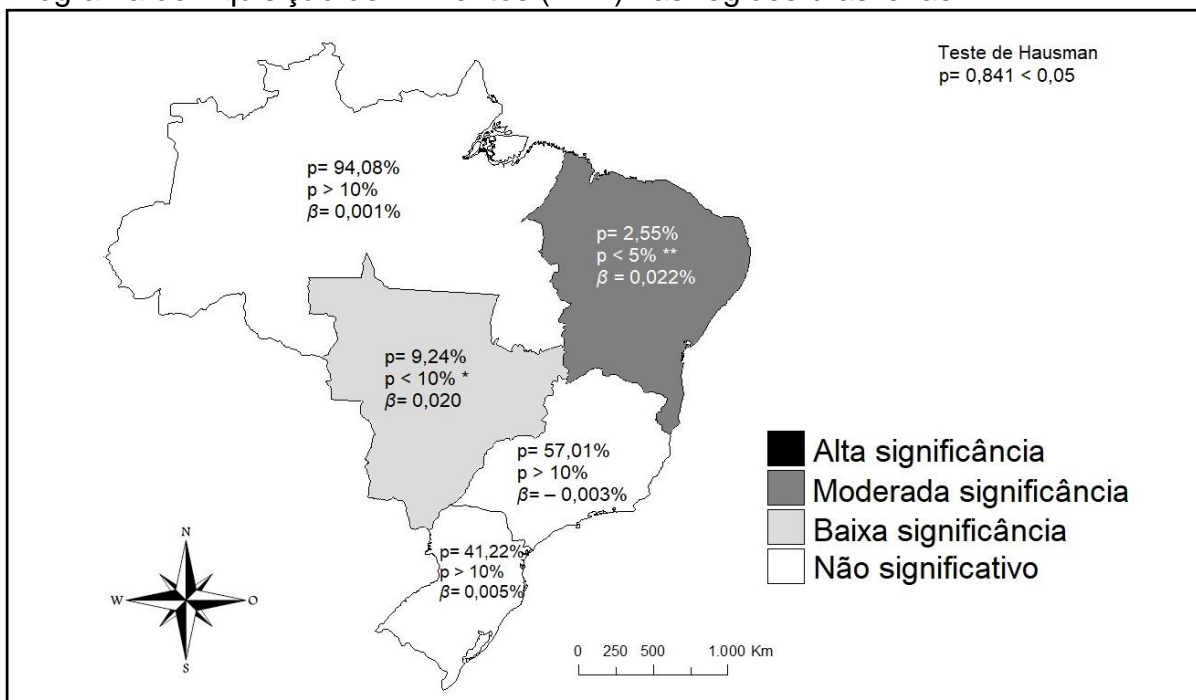 Teste de Hausman
p= 0,841 < 0,05
p= 94,08%
p > 10%
β= 0,001%
p= 2,55%
p < 5% **
β = 0,022%
p= 9,24%
p < 10% *
β= 0,020
p= 57,01%
p > 10%
β= – 0,003%
p= 41,22%
p > 10%
β= 0,005%
Alta significância
Moderada significância
Baixa significância
Não significativo
N
W
O
S
0 250 500 1.000 Km